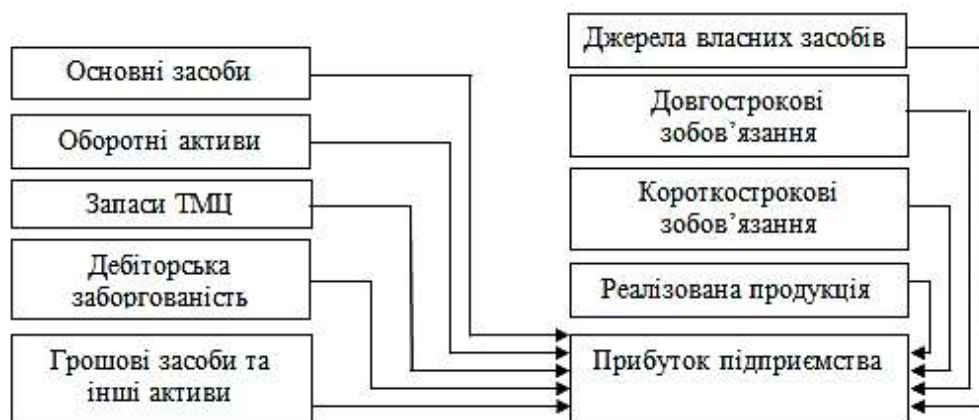 Основні засоби
Оборотні активи
Запаси ТМЦ
Дебіторська
заборгованість
Грошові засоби та
інші активи
Джерела власних засобів
Довгострокові
зобов’язання
Короткострокові
зобов’язання
Реалізована продукція
Прибуток підприємства